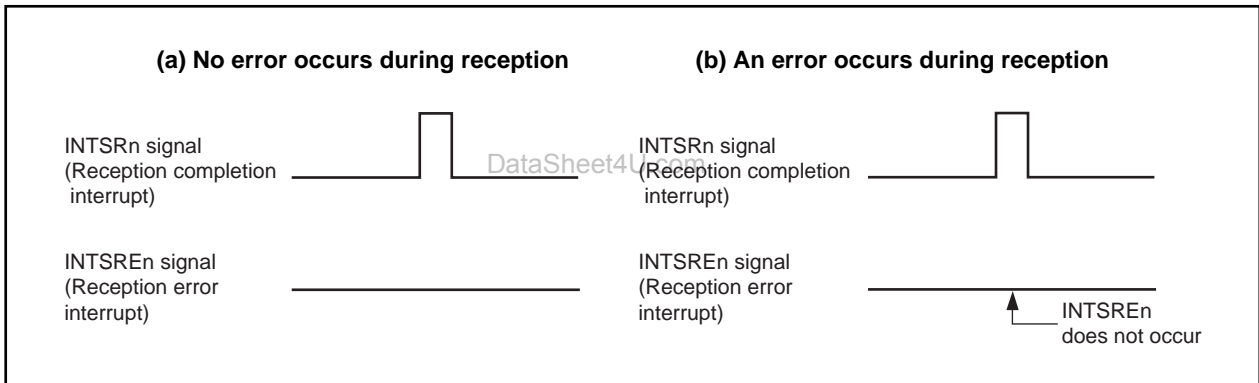 (a) No error occurs during reception
INTSRn signal
(Reception completion
interrupt)
INTSREn signal
(Reception error
interrupt)
(b) An error occurs during reception
INTSRn signal
(Reception completion
interrupt)
INTSREn signal
(Reception error
interrupt)
INTSREn
does not occur
DataSheet4U.com